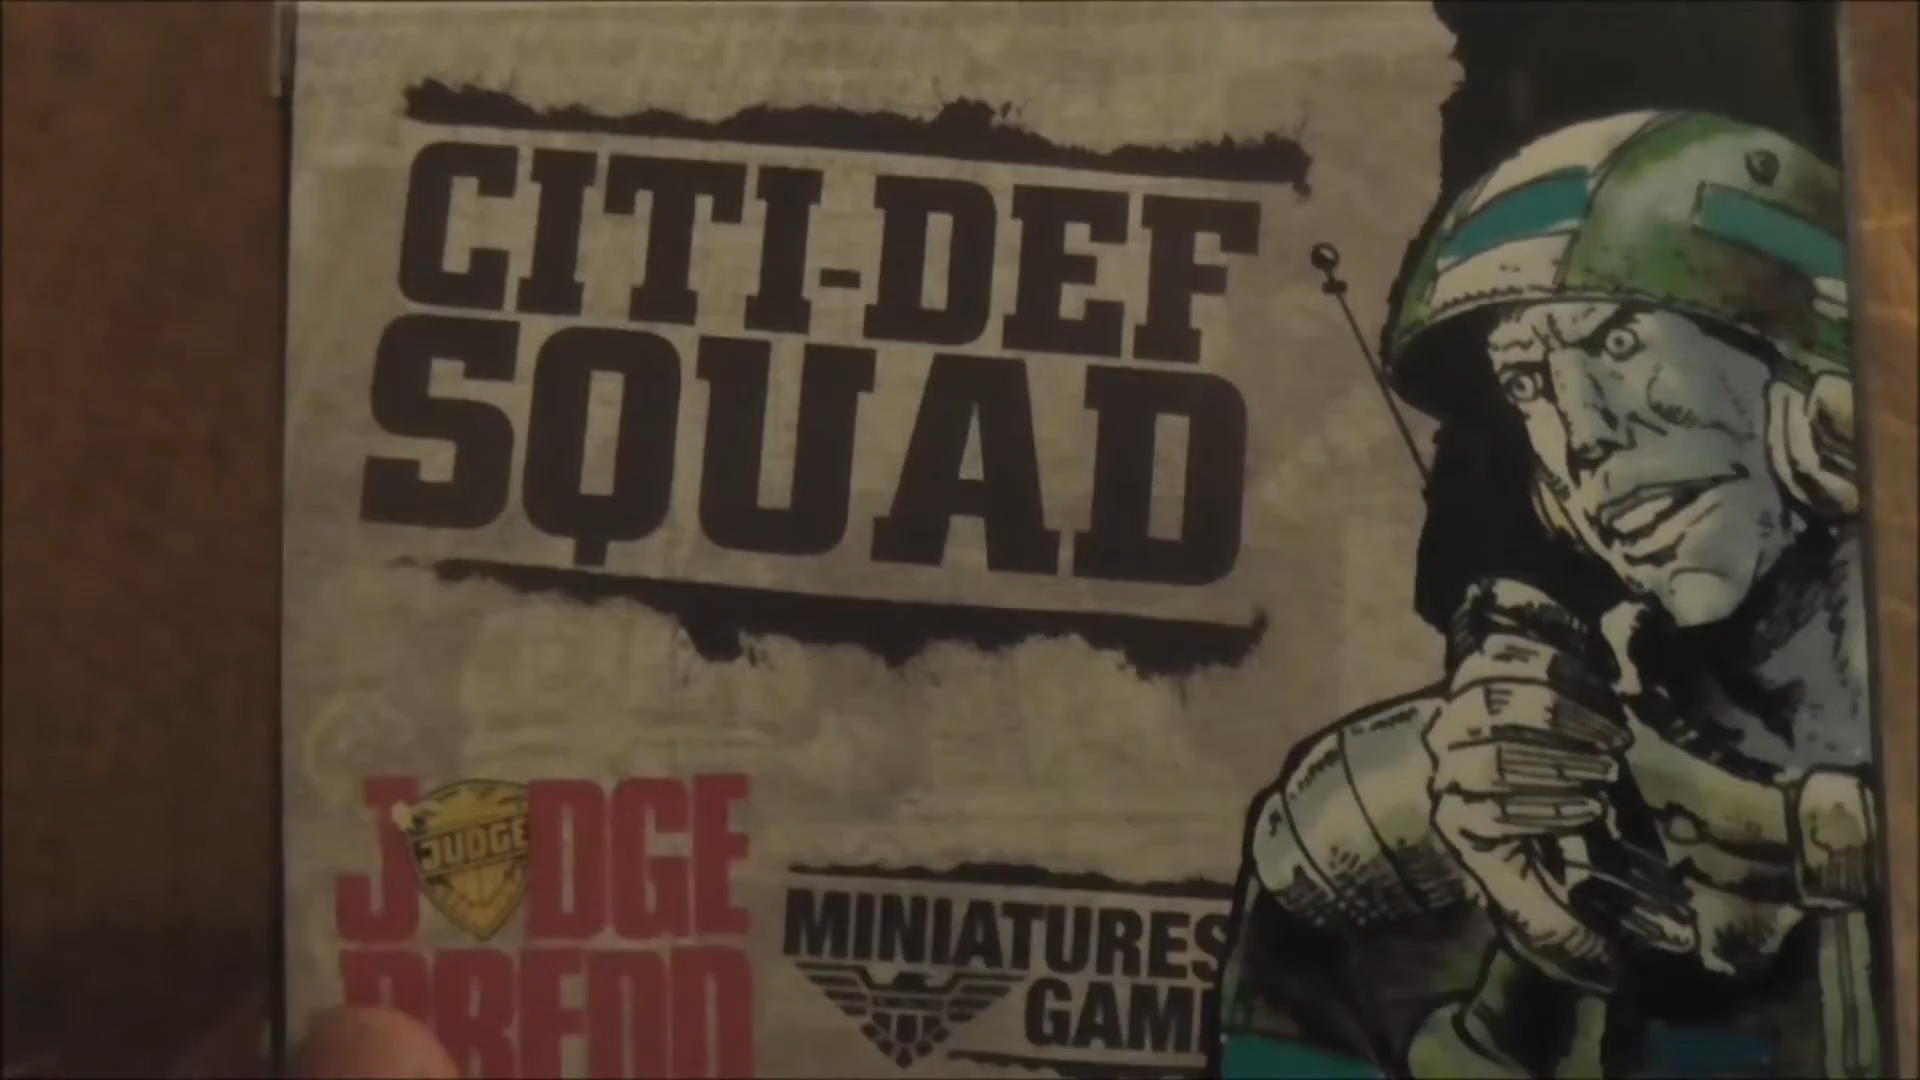 CITI-DEF
SQUAD
JUDGE
JUDGE
DREDD
MINIATURES
GAME